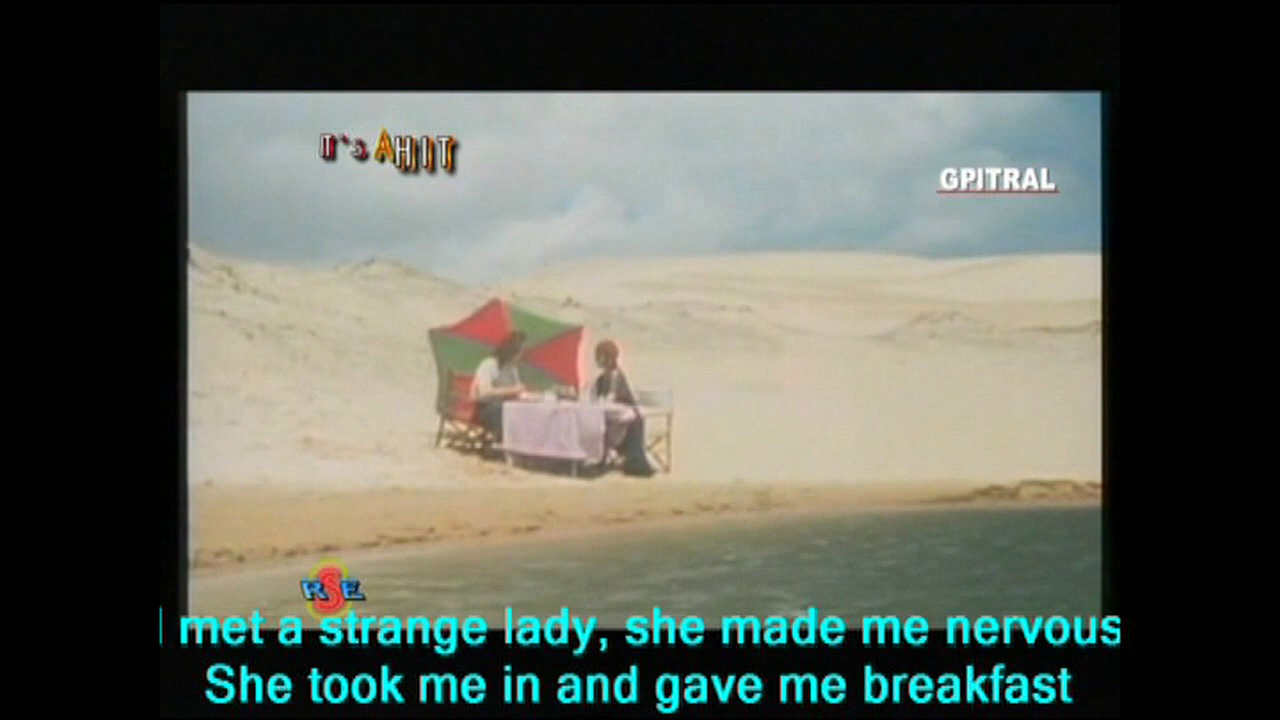 IT's A HIT
GPITRAL
RSE
I met a strange lady, she made me nervous
She took me in and gave me breakfast